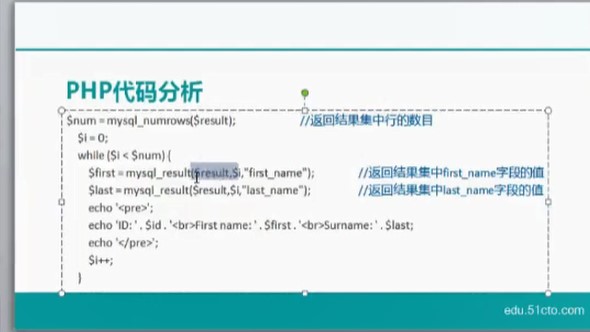 PHP代码分析
$num = mysql_numrows($result); //返回结果集中行的数目
$i = 0;
while ($i < $num) {
$first = mysql_result($result,$i,"first_name"); //返回结果集中first_name字段的值
$last = mysql_result($result,$i,"last_name"); //返回结果集中last_name字段的值
echo '<pre>';
echo 'ID: ' . $id . '<br>First name: ' . $first . '<br>Surname: ' . $last;
echo '</pre>';
$i++;
}
edu.51cto.com